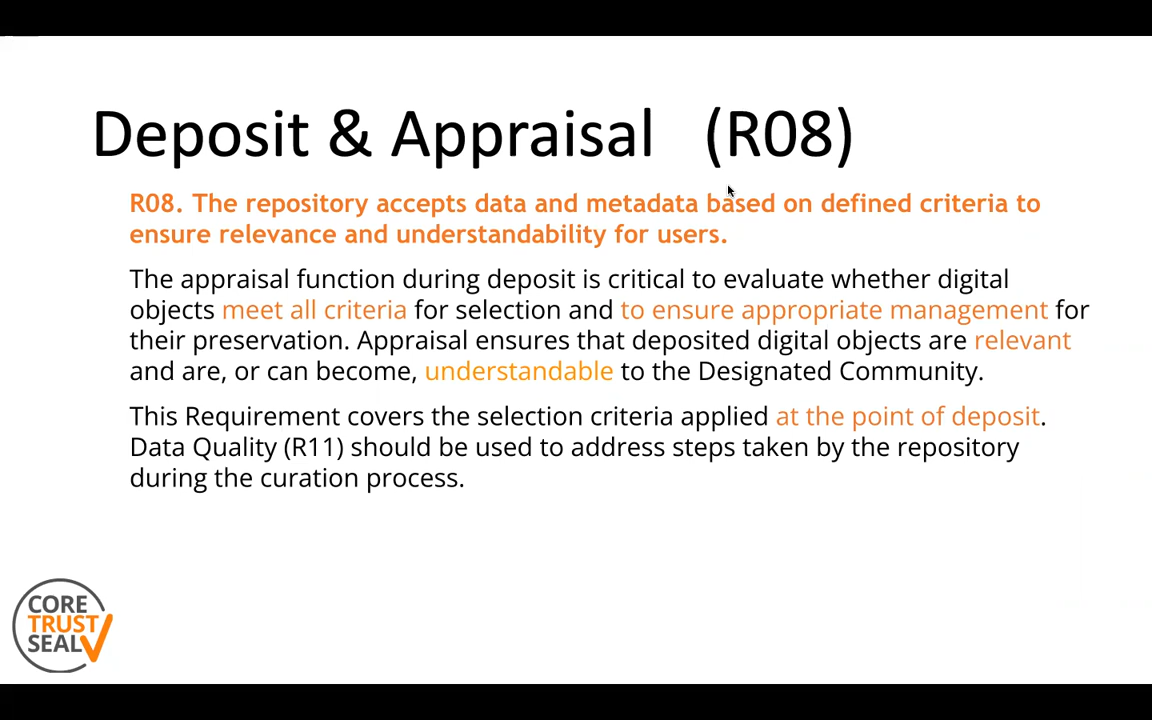 Deposit & Appraisal (R08)
R08. The repository accepts data and metadata based on defined criteria to
ensure relevance and understandability for users.
The appraisal function during deposit is critical to evaluate whether digital
objects meet all criteria for selection and to ensure appropriate management for
their preservation. Appraisal ensures that deposited digital objects are relevant
and are, or can become, understandable to the Designated Community.
This Requirement covers the selection criteria applied at the point of deposit.
Data Quality (R11) should be used to address steps taken by the repository
during the curation process.
CORE
TRUST
SEAL